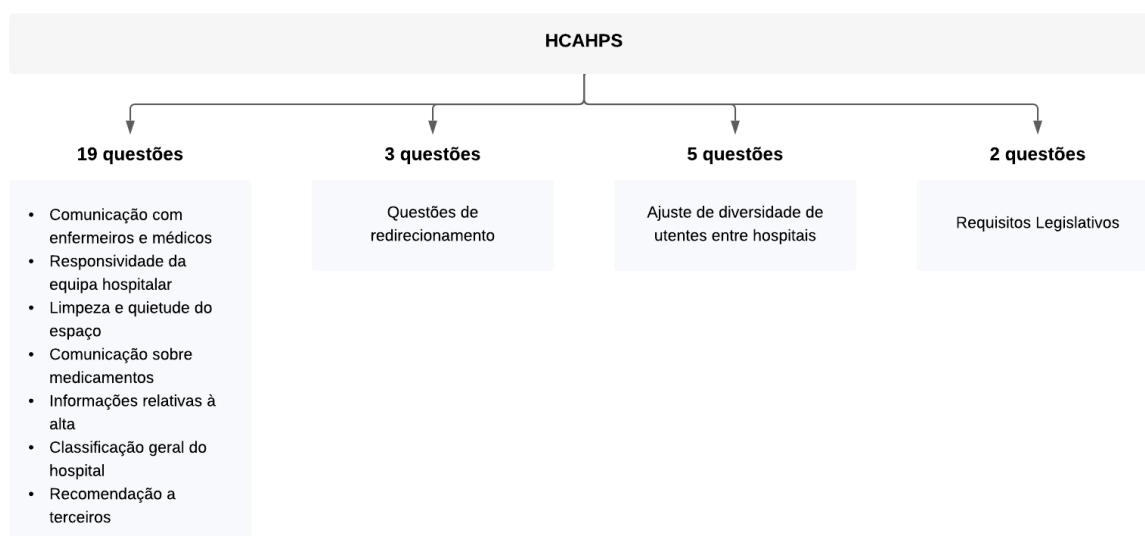 HCAHPS
19 questões
3 questões
5 questões
2 questões
• Comunicação com
enfermeiros e médicos
• Responsividade da
equipa hospitalar
• Limpeza e quietude do
espaço
• Comunicação sobre
medicamentos
• Informações relativas à
alta
• Classificação geral do
hospital
• Recomendação a
terceiros
Questões de
redirecionamento
Ajuste de diversidade de
utentes entre hospitais
Requisitos Legislativos